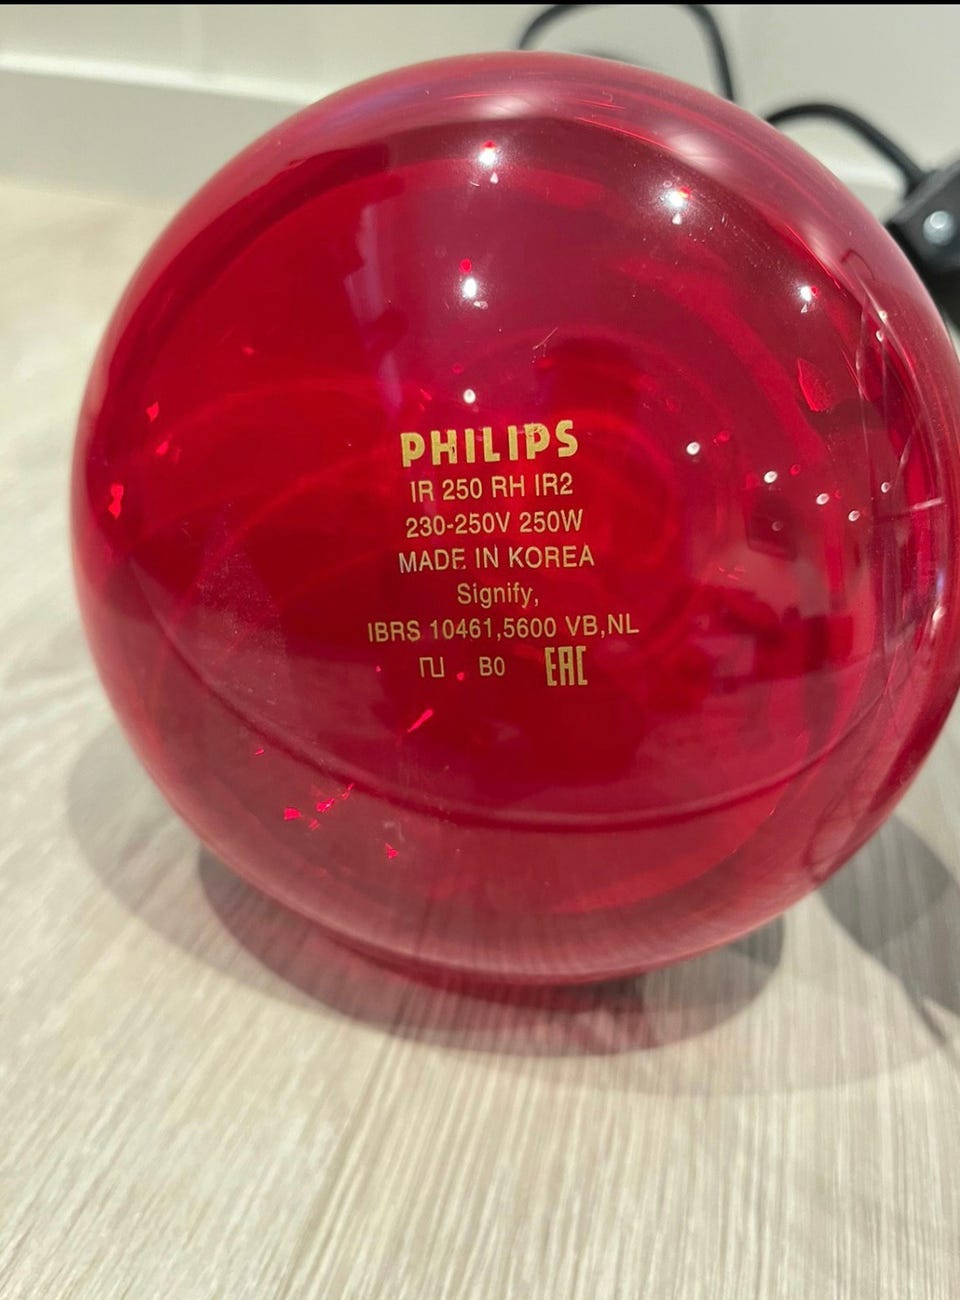 PHILIPS
IR 250 RH IR2
230-250V 250W
MADE IN KOREA
Signify,
IBRS 10461,5600 VB,NL
B0 EAC